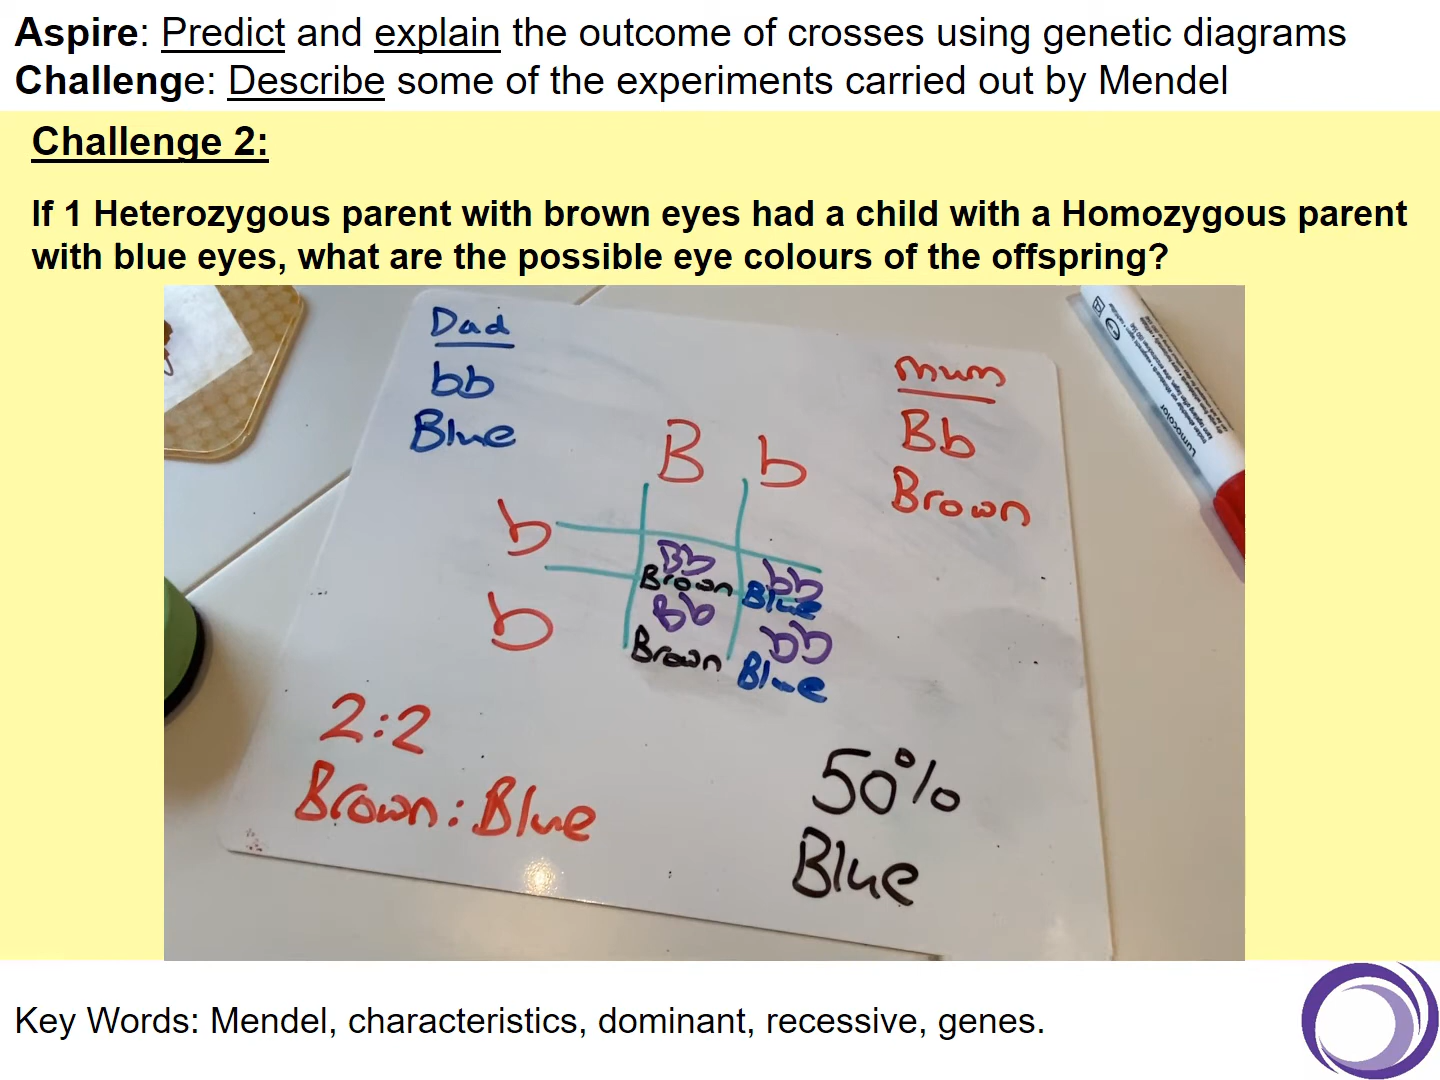 Aspire: Predict and explain the outcome of crosses using genetic diagrams
Challenge: Describe some of the experiments carried out by Mendel
Challenge 2:
If 1 Heterozygous parent with brown eyes had a child with a Homozygous parent
with blue eyes, what are the possible eye colours of the offspring?
Dad
bb
Blue
mum
Bb
Brown
B b
b
Bb bb
Brown Blue
b
Bb bb
Brown Blue
2:2
Brown: Blue
50%
Blue
Lumocolor
Key Words: Mendel, characteristics, dominant, recessive, genes.